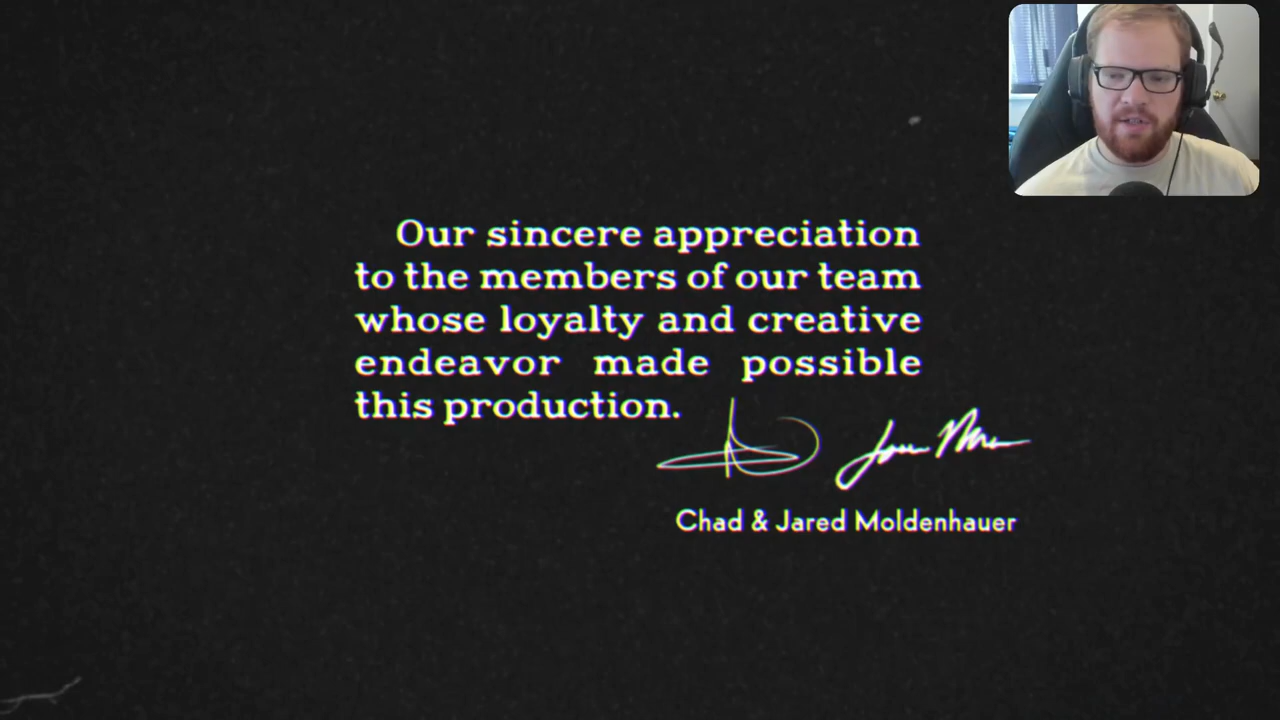 Our sincere appreciation
to the members of our team
whose loyalty and creative
endeavor made possible
this production.
Chad & Jared Moldenhauer